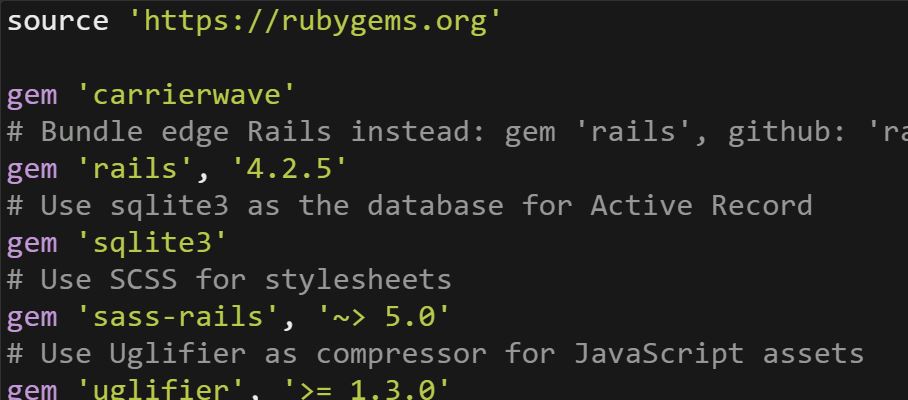 source 'https://rubygems.org'
gem 'carrierwave'
# Bundle edge Rails instead: gem 'rails', github: 'ra
gem 'rails', '4.2.5'
# Use sqlite3 as the database for Active Record
gem 'sqlite3'
# Use SCSS for stylesheets
gem 'sass-rails', '~> 5.0'
# Use Uglifier as compressor for JavaScript assets
gem 'uglifier', '>= 1.3.0'